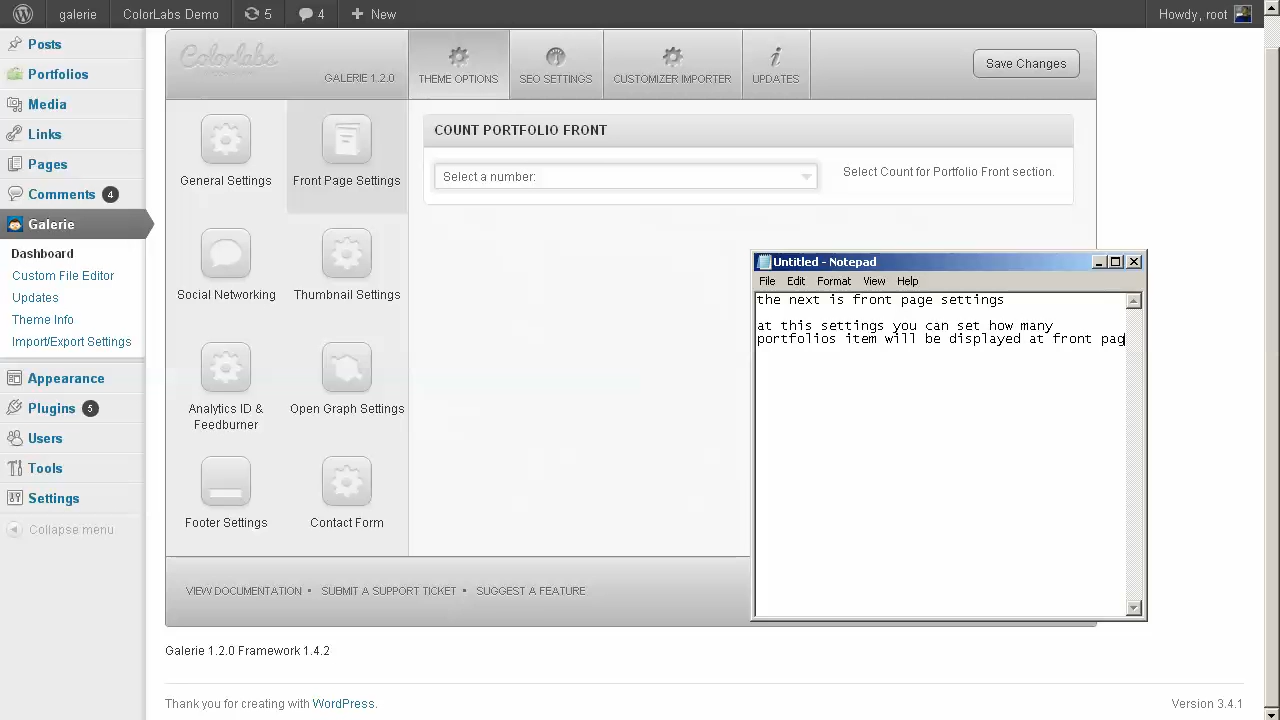 galerie
ColorLabs Demo
5
4
New
Howdy, root
Posts
Portfolios
Media
Links
Pages
Comments 4
Galerie
Dashboard
Custom File Editor
Updates
Theme Info
Import/Export Settings
Appearance
Plugins 5
Users
Tools
Settings
Collapse menu
Colorlabs
GALERIE 1.2.0
THEME OPTIONS
SEO SETTINGS
CUSTOMIZER IMPORTER
UPDATES
Save Changes
General Settings
Front Page Settings
Social Networking
Thumbnail Settings
Analytics ID &
Feedburner
Open Graph Settings
Footer Settings
Contact Form
COUNT PORTFOLIO FRONT
Select a number:
Select Count for Portfolio Front section.
Untitled - Notepad
File Edit Format View Help
the next is front page settings
at this settings you can set how many
portfolios item will be displayed at front pag
VIEW DOCUMENTATION • SUBMIT A SUPPORT TICKET • SUGGEST A FEATURE
Galerie 1.2.0 Framework 1.4.2
Thank you for creating with WordPress.
Version 3.4.1